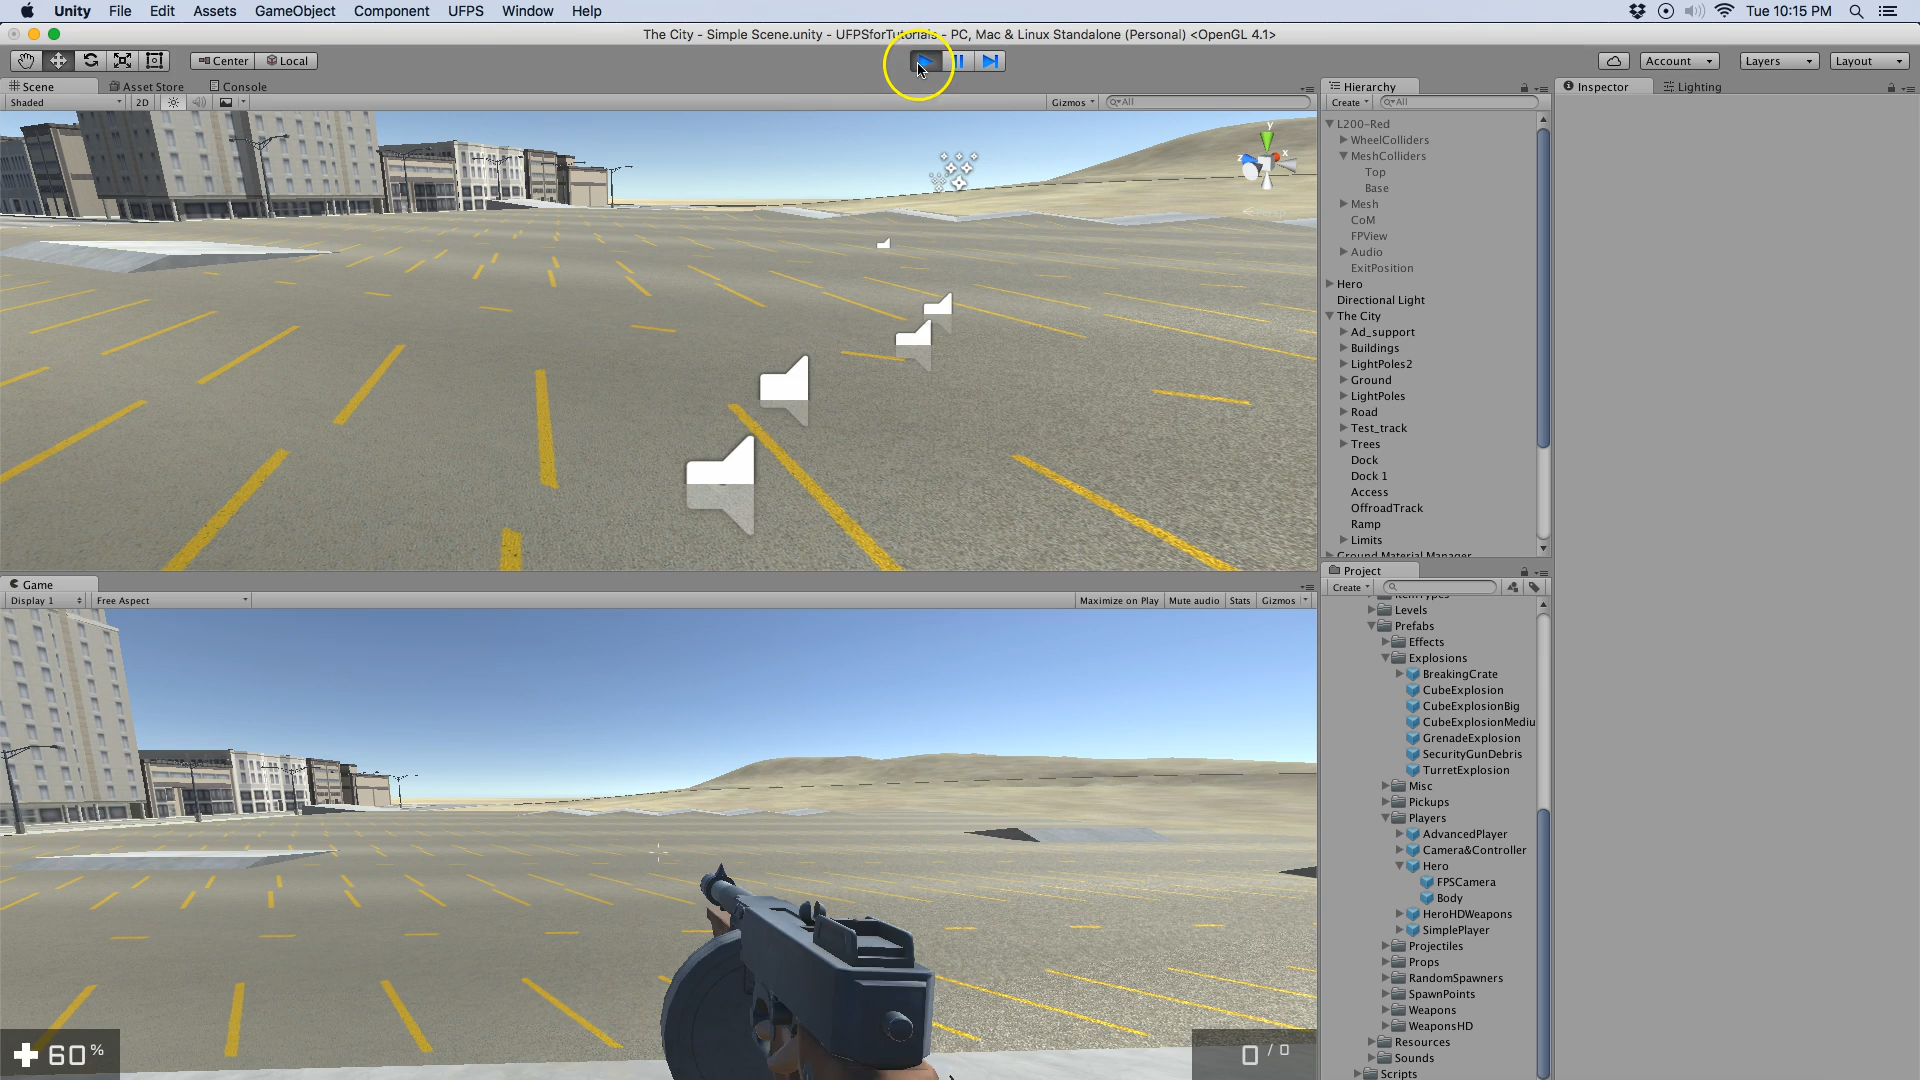 Unity File Edit Assets GameObject Component UFPS Window Help Tue 10:15 PM
The City - Simple Scene.unity - UFPSforTutorials - PC, Mac & Linux Standalone (Personal) <OpenGL 4.1>
Center Local Account Layers Layout
Scene Asset Store Console
Shaded 2D Gizmos All
y
x
z
Persp
Hierarchy
Create All
L200-Red
WheelColliders
MeshColliders
Top
Base
Mesh
CoM
FPView
Audio
ExitPosition
Hero
Directional Light
The City
Ad_support
Buildings
LightPoles2
Ground
LightPoles
Road
Test_track
Trees
Dock
Dock 1
Access
OffroadTrack
Ramp
Limits
Ground Material Manager
Inspector Lighting
Game
Display 1 Free Aspect Maximize on Play Mute audio Stats Gizmos
60%
0 / 0
Project
Create
ItemTypes
Levels
Prefabs
Effects
Explosions
BreakingCrate
CubeExplosion
CubeExplosionBig
CubeExplosionMediu
GrenadeExplosion
SecurityGunDebris
TurretExplosion
Misc
Pickups
Players
AdvancedPlayer
Camera&Controller
Hero
FPSCamera
Body
HeroHDWeapons
SimplePlayer
Projectiles
Props
RandomSpawners
SpawnPoints
Weapons
WeaponsHD
Resources
Sounds
Scripts